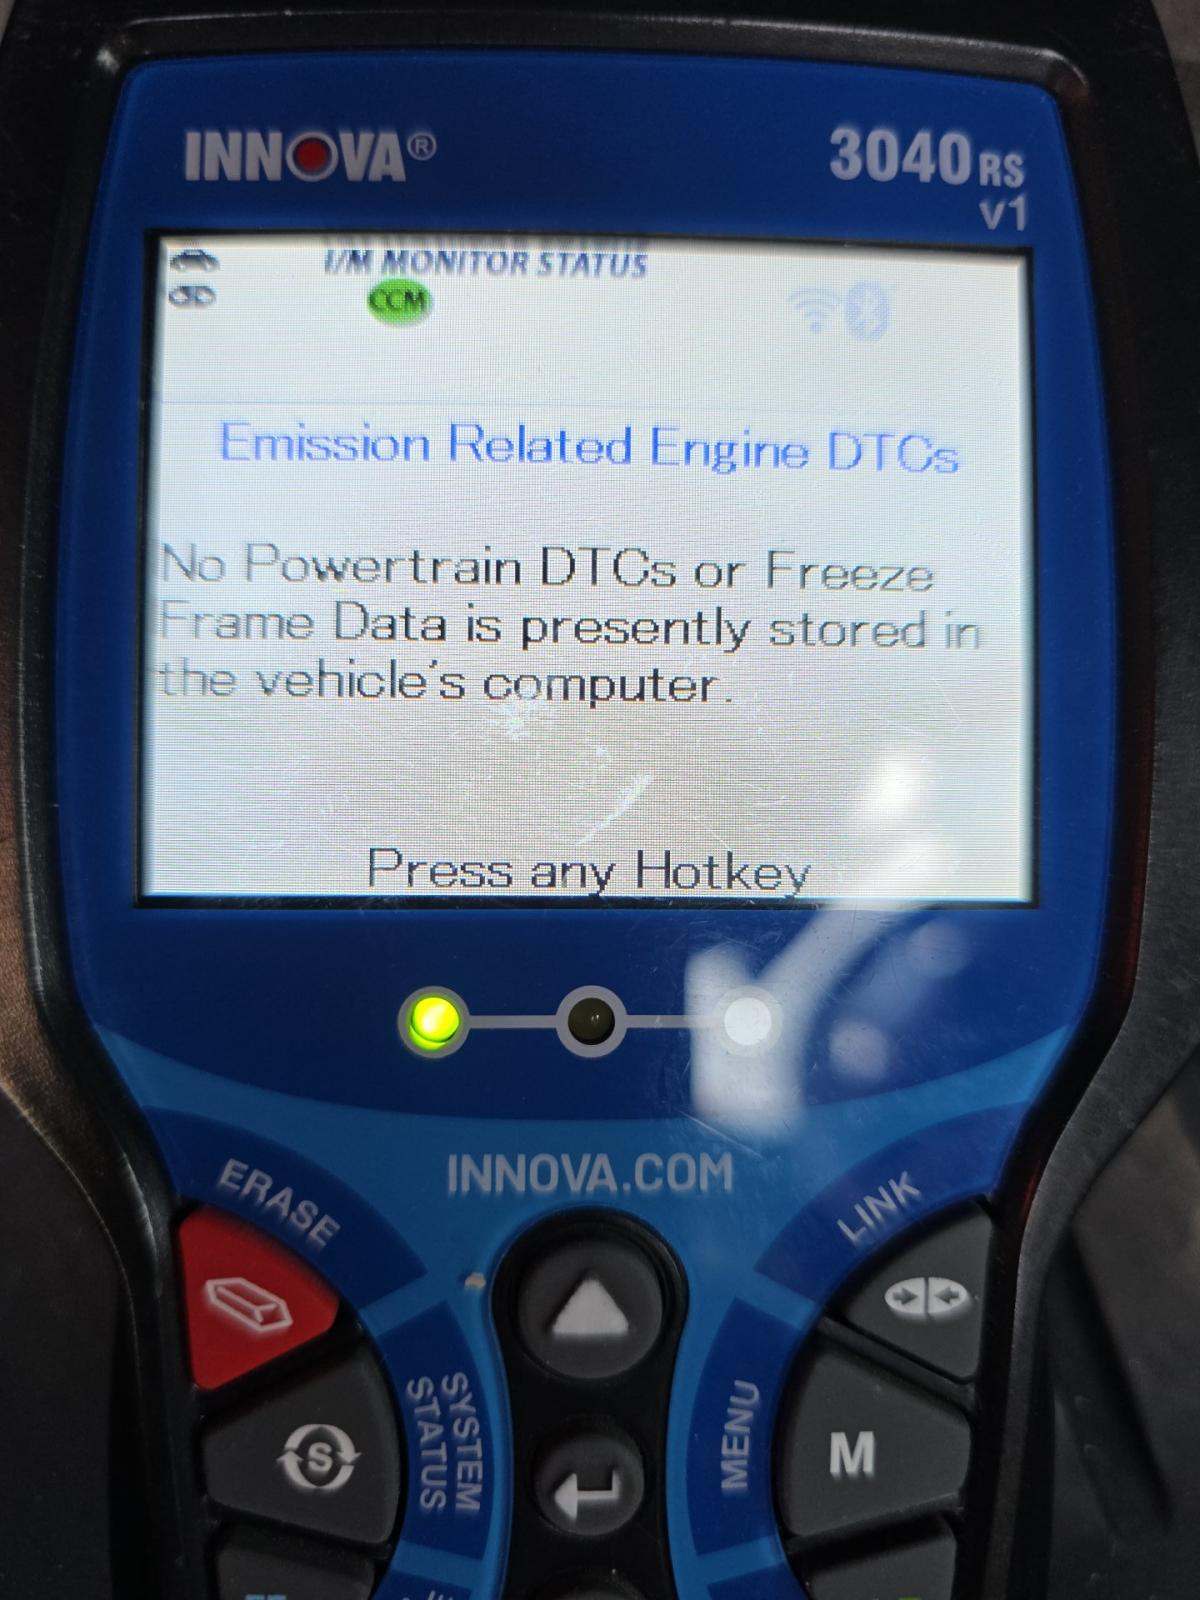 INNOVA®
3040RS
v1
I/M MONITOR STATUS
CCM
Emission Related Engine DTCs
No Powertrain DTCs or Freeze
Frame Data is presently stored in
the vehicle's computer.
Press any Hotkey
INNOVA.COM
ERASE
LINK
SYSTEM
STATUS
MENU
S
M